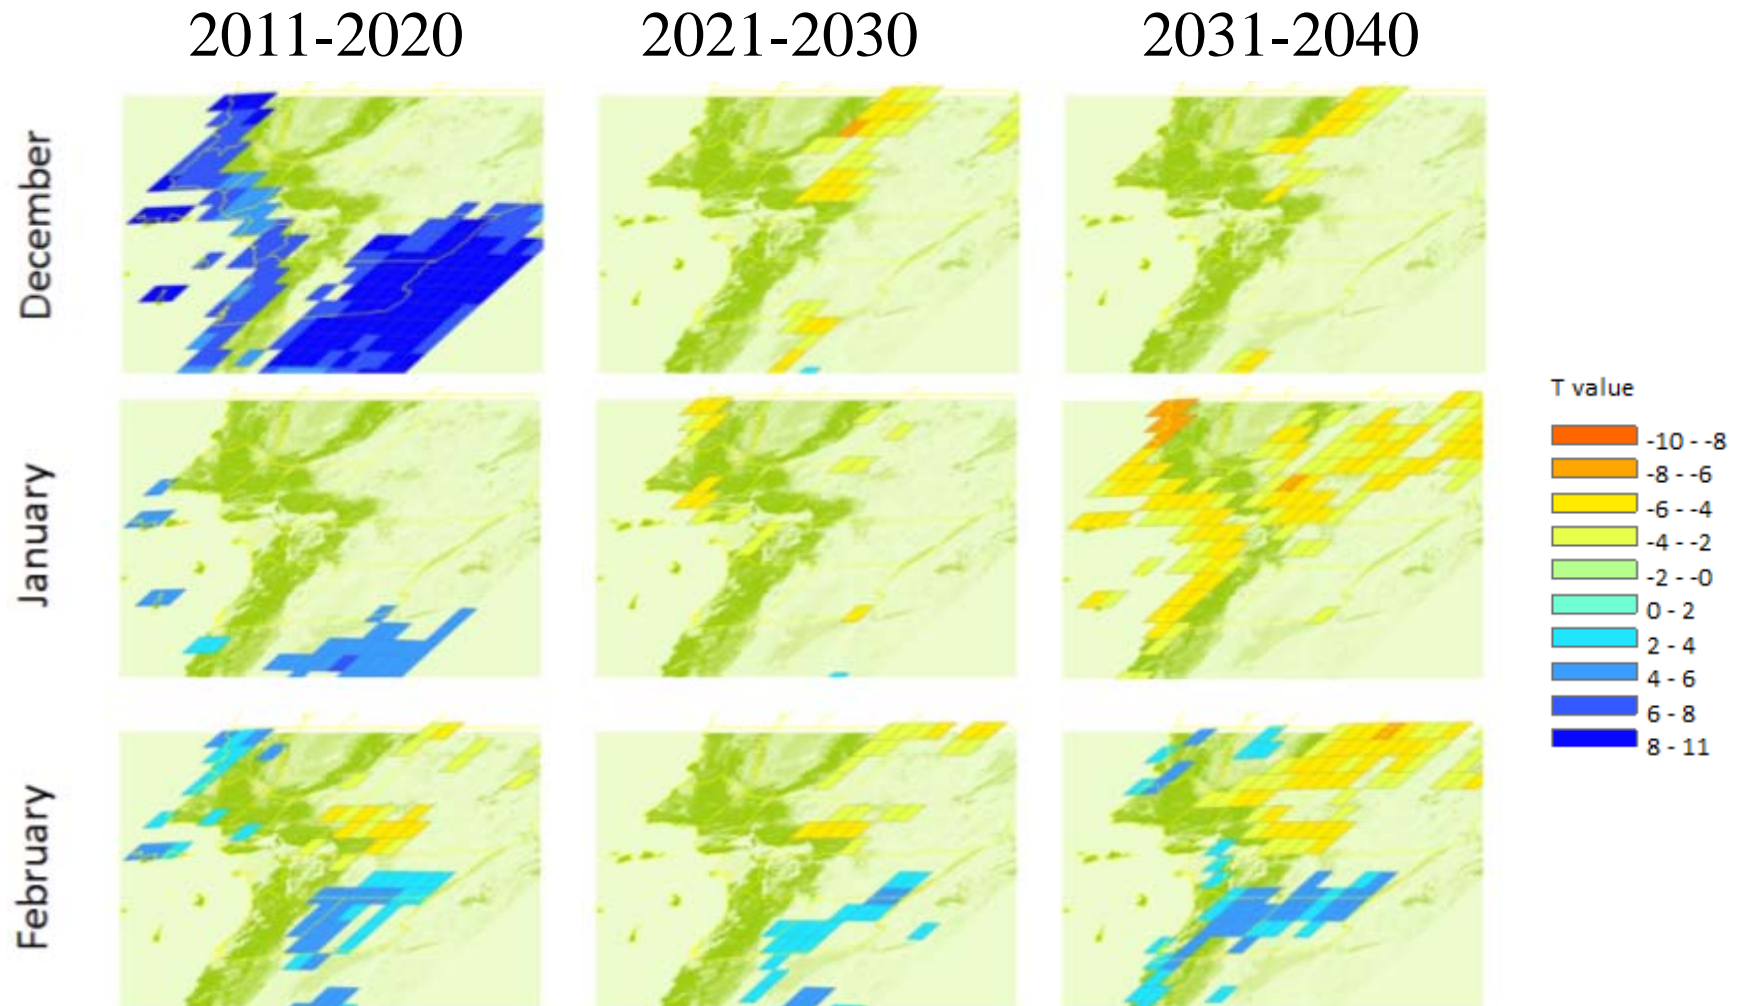 2011-2020 2021-2030 2031-2040
December
January
February
T value
-10 - -8
-8 - -6
-6 - -4
-4 - -2
-2 - -0
0 - 2
2 - 4
4 - 6
6 - 8
8 - 11